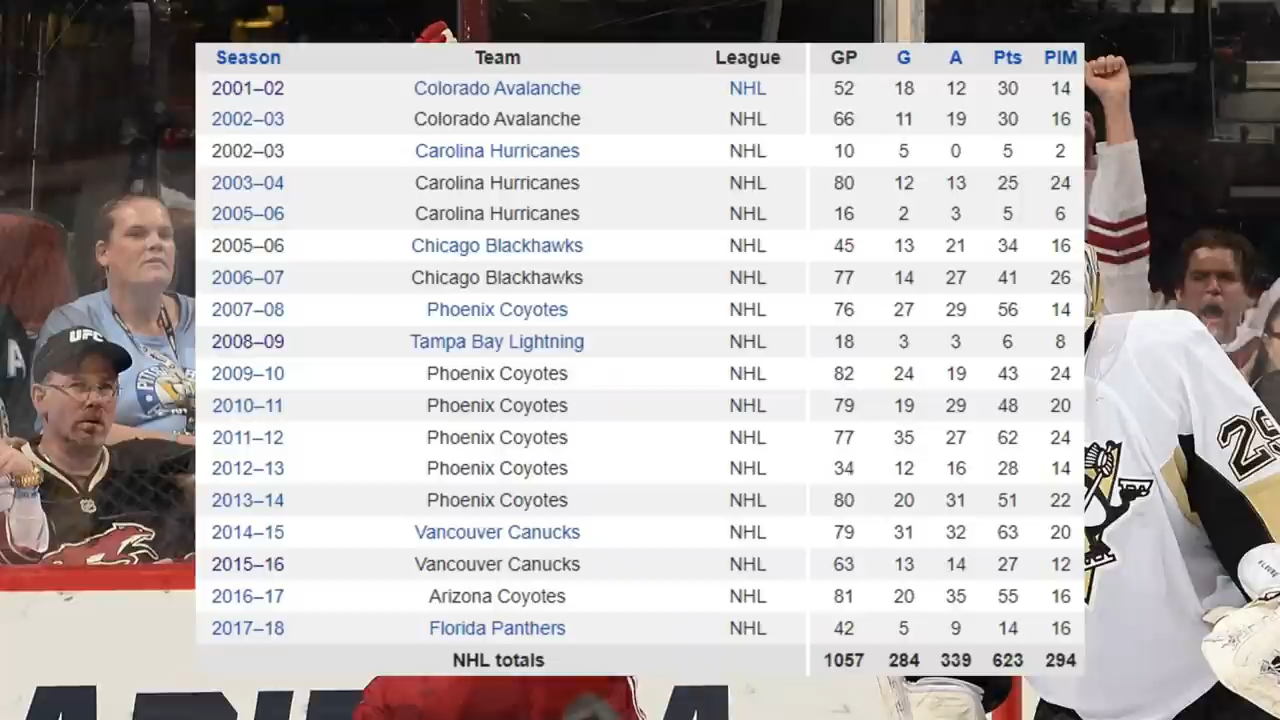 Season Team League GP G A Pts PIM
2001–02 Colorado Avalanche NHL 52 18 12 30 14
2002–03 Colorado Avalanche NHL 66 11 19 30 16
2002–03 Carolina Hurricanes NHL 10 5 0 5 2
2003–04 Carolina Hurricanes NHL 80 12 13 25 24
2005–06 Carolina Hurricanes NHL 16 2 3 5 6
2005–06 Chicago Blackhawks NHL 45 13 21 34 16
2006–07 Chicago Blackhawks NHL 77 14 27 41 26
2007–08 Phoenix Coyotes NHL 76 27 29 56 14
2008–09 Tampa Bay Lightning NHL 18 3 3 6 8
2009–10 Phoenix Coyotes NHL 82 24 19 43 24
2010–11 Phoenix Coyotes NHL 79 19 29 48 20
2011–12 Phoenix Coyotes NHL 77 35 27 62 24
2012–13 Phoenix Coyotes NHL 34 12 16 28 14
2013–14 Phoenix Coyotes NHL 80 20 31 51 22
2014–15 Vancouver Canucks NHL 79 31 32 63 20
2015–16 Vancouver Canucks NHL 63 13 14 27 12
2016–17 Arizona Coyotes NHL 81 20 35 55 16
2017–18 Florida Panthers NHL 42 5 9 14 16
NHL totals 1057 284 339 623 294
UFC
A
29